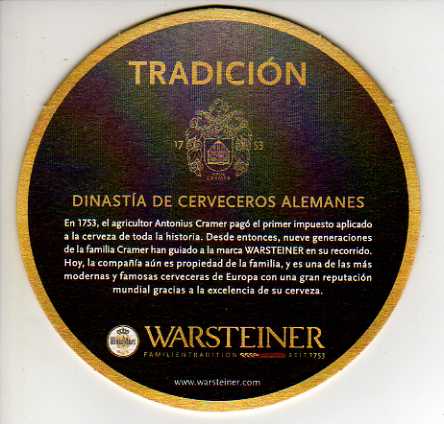 TRADICIÓN
17 53
DINASTÍA DE CERVECEROS ALEMANES
En 1753, el agricultor Antonius Cramer pagó el primer impuesto aplicado
a la cerveza de toda la historia. Desde entonces, nueve generaciones
de la familia Cramer han guiado a la marca WARSTEINER en su recorrido.
Hoy, la compañía aún es propiedad de la familia, y es una de las más
modernas y famosas cerveceras de Europa con una gran reputación
mundial gracias a la excelencia de su cerveza.
WARSTEINER
FAMILIENTRADITION SEIT 1753
www.warsteiner.com